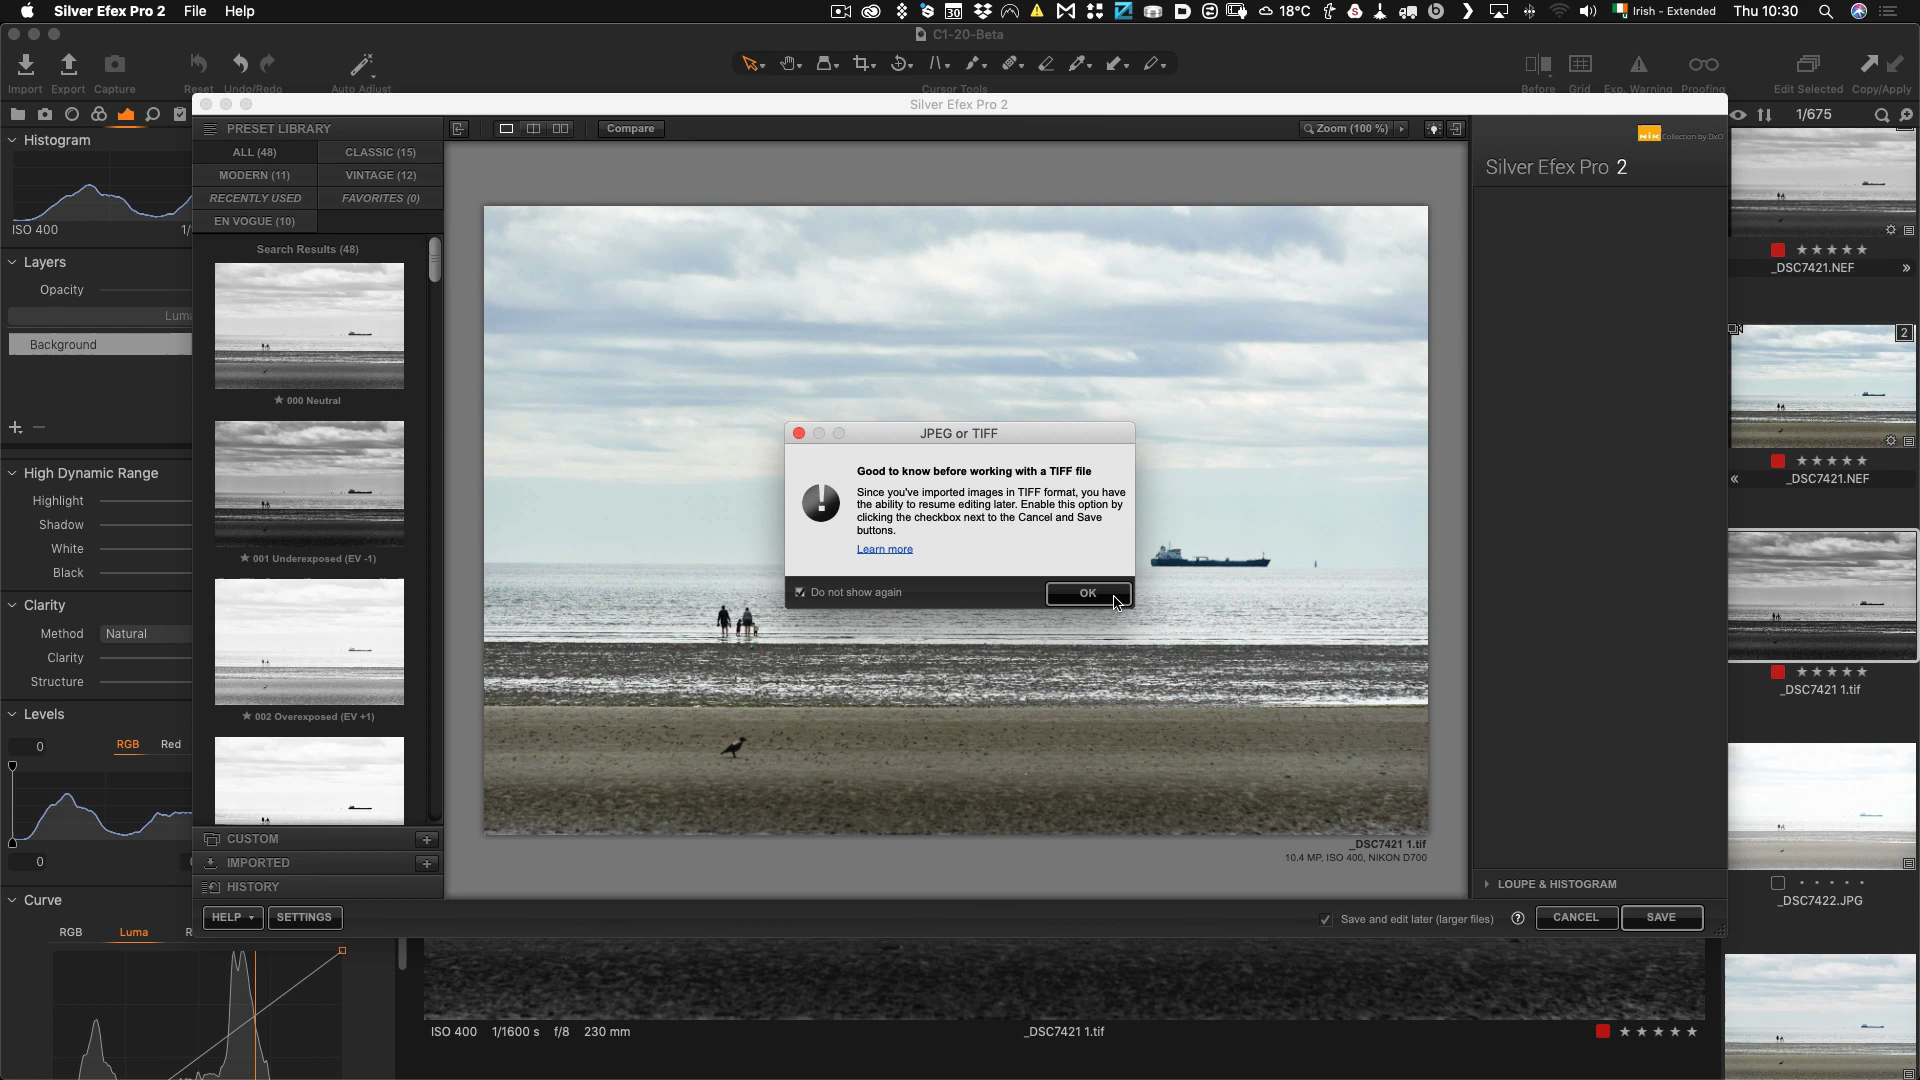 Silver Efex Pro 2 File Help
30 18°C Irish - Extended Thu 10:30
C1-20-Beta
Import Export Capture Reset Undo/Redo Auto Adjust Cursor Tools Before Grid Exp. Warning Proofing Edit Selected Copy/Apply
Silver Efex Pro 2
1/675
Histogram
ISO 400
Layers
Opacity
Background
High Dynamic Range
Highlight
Shadow
White
Black
Clarity
Method Natural
Clarity
Structure
Levels
0 RGB Red
0
Curve
RGB Luma
PRESET LIBRARY
ALL (48) CLASSIC (15)
MODERN (11) VINTAGE (12)
RECENTLY USED FAVORITES (0)
EN VOGUE (10)
Search Results (48)
000 Neutral
001 Underexposed (EV -1)
002 Overexposed (EV +1)
CUSTOM
IMPORTED
HISTORY
HELP SETTINGS
Compare
Zoom (100 %)
JPEG or TIFF
Good to know before working with a TIFF file
Since you've imported images in TIFF format, you have
the ability to resume editing later. Enable this option by
clicking the checkbox next to the Cancel and Save
buttons.
Learn more
Do not show again OK
_DSC7421 1.tif
10.4 MP, ISO 400, NIKON D700
Nik Collection by DxO
Silver Efex Pro 2
LOUPE & HISTOGRAM
Save and edit later (larger files) CANCEL SAVE
ISO 400 1/1600 s f/8 230 mm _DSC7421 1.tif
_DSC7421.NEF
2
_DSC7421.NEF
_DSC7421 1.tif
_DSC7422.JPG